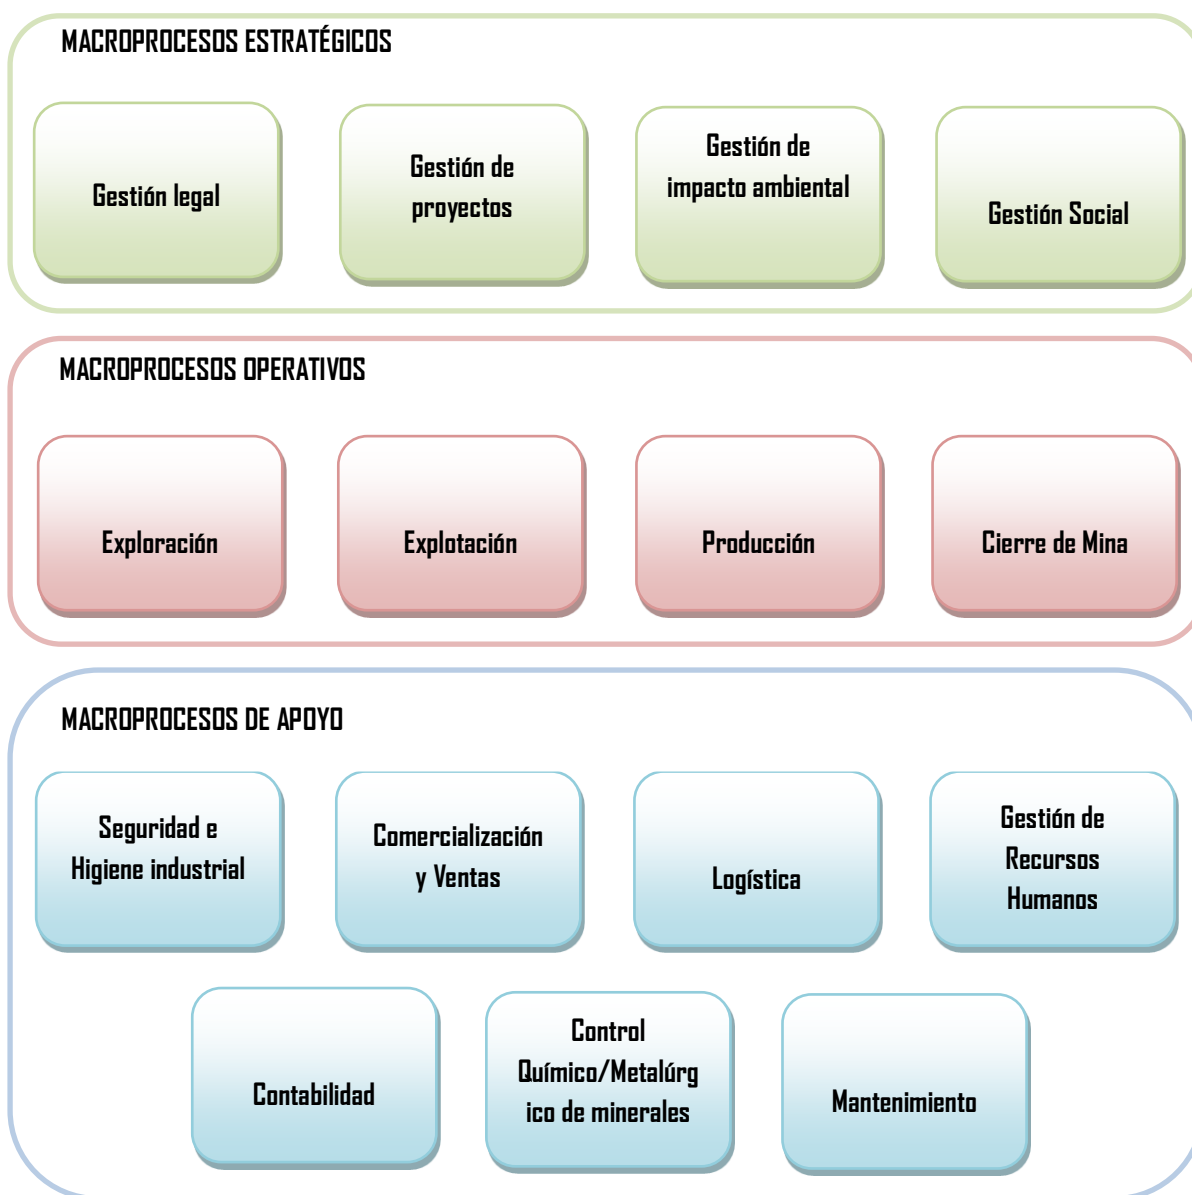 MACROPROCESOS ESTRATÉGICOS
Gestión legal
Gestión de
proyectos
Gestión de
impacto ambiental
Gestión Social
MACROPROCESOS OPERATIVOS
Exploración
Explotación
Producción
Cierre de Mina
MACROPROCESOS DE APOYO
Seguridad e
Higiene industrial
Comercialización
y Ventas
Logística
Gestión de
Recursos
Humanos
Contabilidad
Control
Químico/Metalúrg
ico de minerales
Mantenimiento